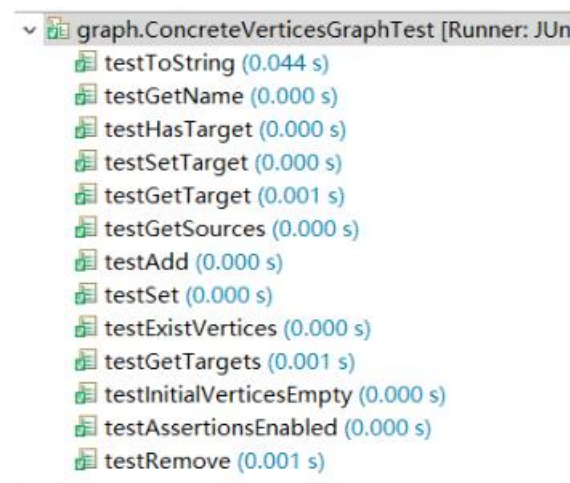 graph.ConcreteVerticesGraphTest [Runner: JUn
testToString (0.044 s)
testGetName (0.000 s)
testHasTarget (0.000 s)
testSetTarget (0.000 s)
testGetTarget (0.001 s)
testGetSources (0.000 s)
testAdd (0.000 s)
testSet (0.000 s)
testExistVertices (0.000 s)
testGetTargets (0.001 s)
testInitialVerticesEmpty (0.000 s)
testAssertionsEnabled (0.000 s)
testRemove (0.001 s)